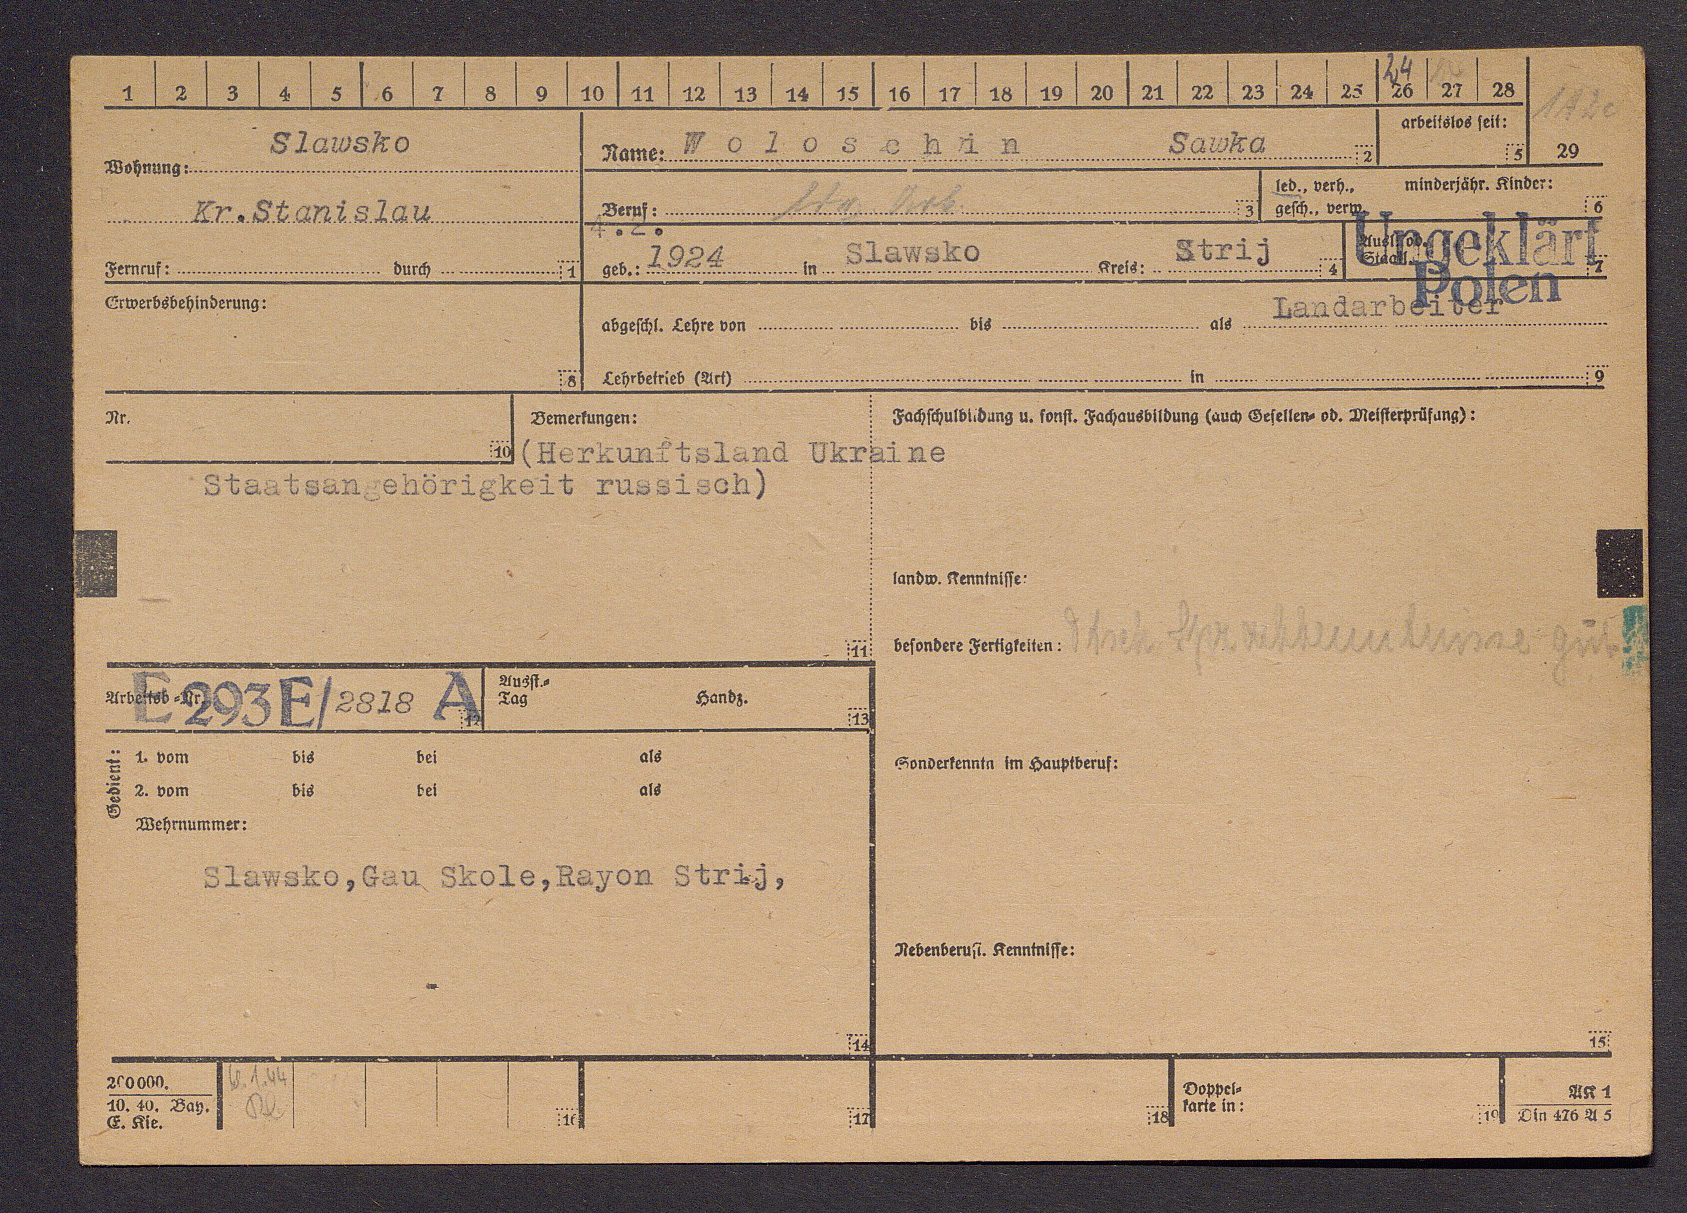 1 2 3 4 5 6 7 8 9 10 11 12 13 14 15 16 17 18 19 20 21 22 23 24 25 26 27 28
24
29
arbeitslos seit: 5
Wohnung: Slawsko
Kr.Stanislau
Fernruf: durch 1
Name: Woloschin Sawka 2
Beruf: 3
led., verh., gesch., verw.
minderjähr. Kinder: 6
4.2.
geb.: 1924 in Slawsko Kreis: Strij 4
Ausl. ob. Staatl. 7
Ungeklärt
Polen
Erwerbsbehinderung: 8
Landarbeiter
abgeschl. Lehre von bis als
Lehrbetrieb (Art) in 9
Nr. 10
Bemerkungen:
(Herkunftsland Ukraine
Staatsangehörigkeit russisch)
11
Fachschulbildung u. sonst. Fachausbildung (auch Gesellen- od. Meisterprüfung):
landw. Kenntnisse:
besondere Fertigkeiten: gut
Arbeitsb.-Nr. E 293E/2818 A 12
Ausst.-Tag Handz. 13
Gedient:
1. vom bis bei als
2. vom bis bei als
Wehrnummer:
Sonderkenntn im Hauptberuf:
Slawsko,Gau Skole,Rayon Strij,
Nebenberufl. Kenntnisse:
14
15
200000.
10. 40. Bay.
E. Kie.
16
17
18
Doppel-
karte in: 19
AK 1
Din 476 A 5